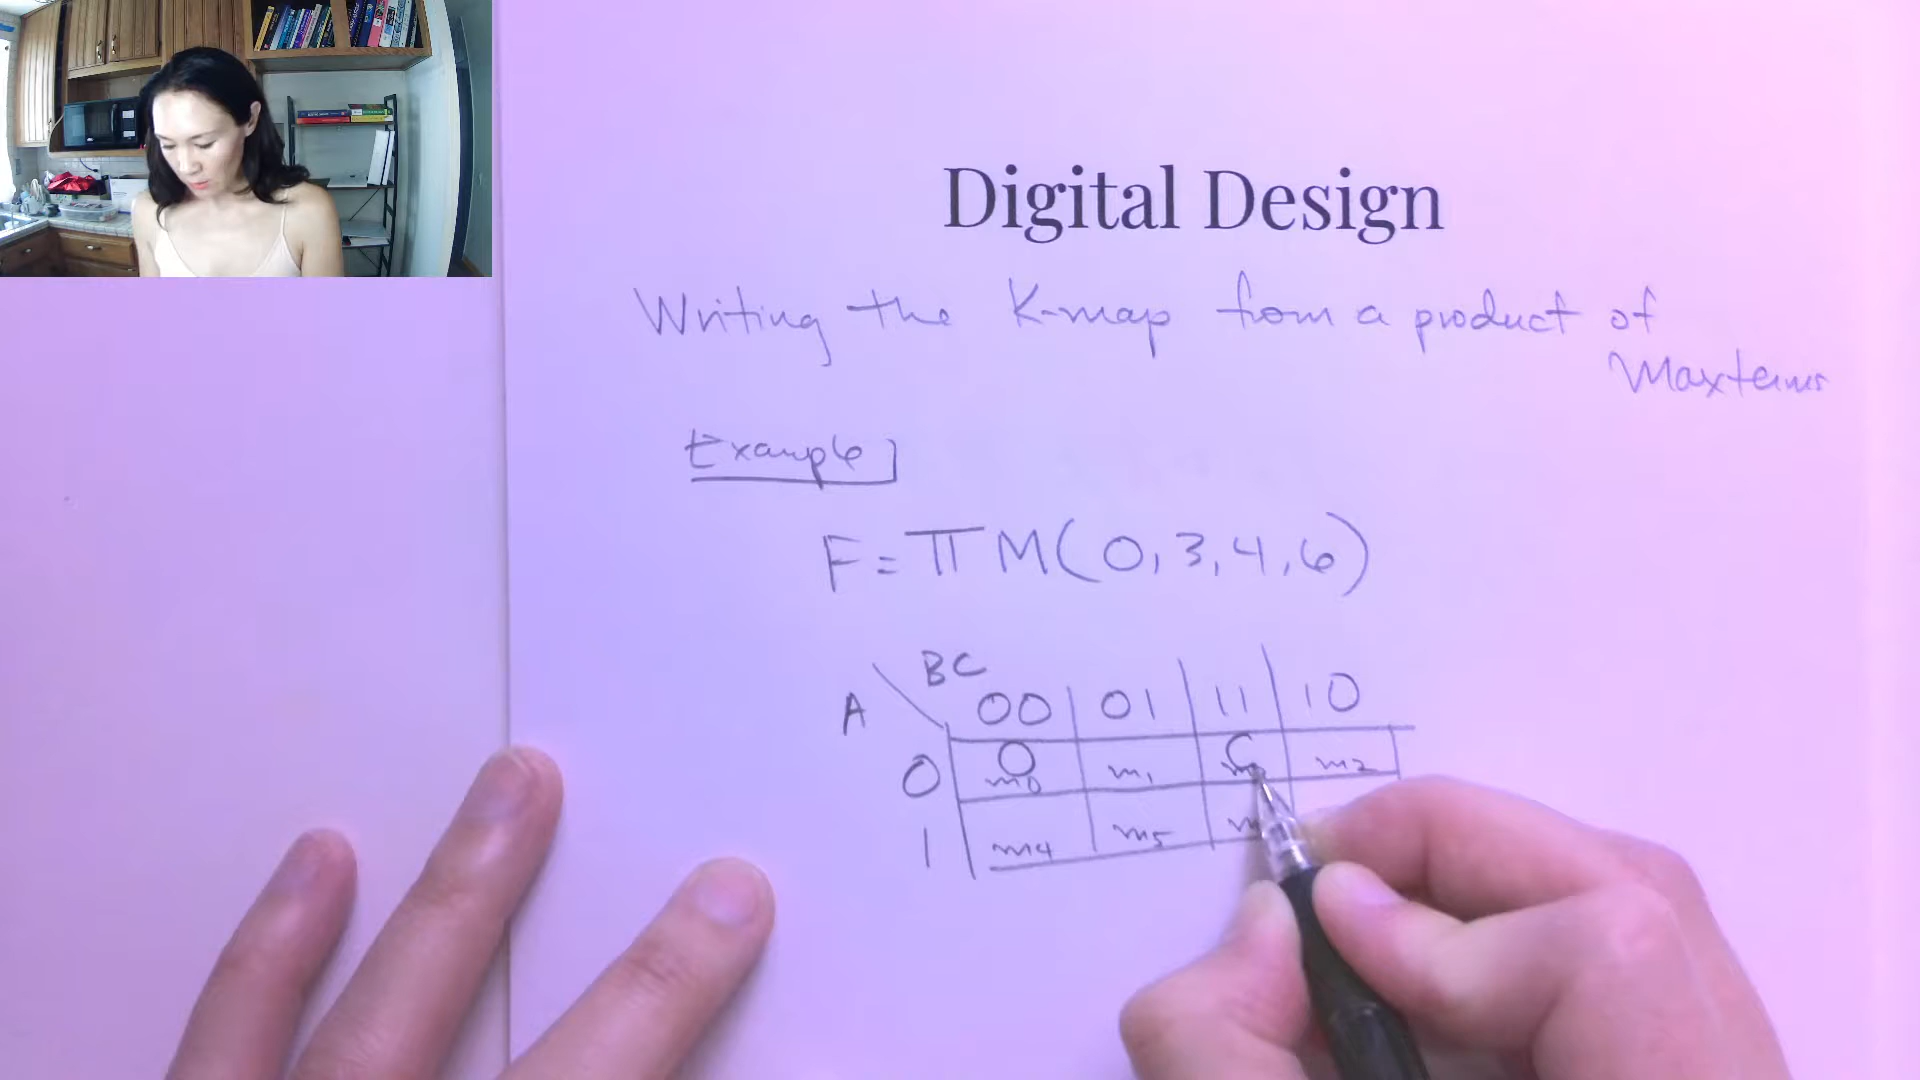 Digital Design
Writing the K-map from a product of
Maxterms
Example
F = π M(0,3,4,6)
BC
A 00 01 11 10
0 0 m0 m1 m2
1 m4 m5